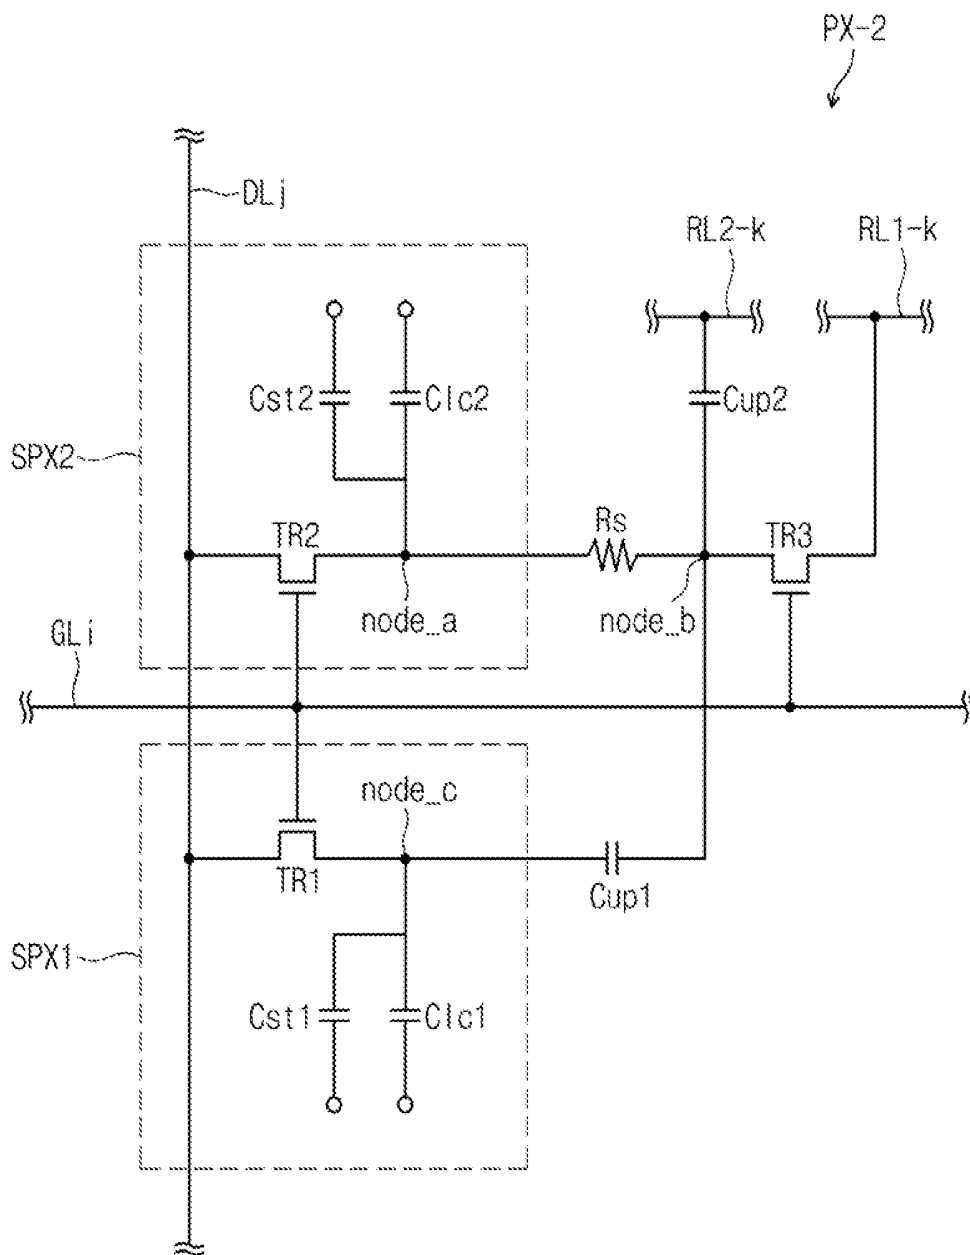 PX-2
DLj
RL2-k
RL1-k
Cst2
Clc2
Cup2
SPX2
TR2
Rs
TR3
node_a
node_b
GLi
node_c
TR1
Cup1
SPX1
Cst1
Clc1